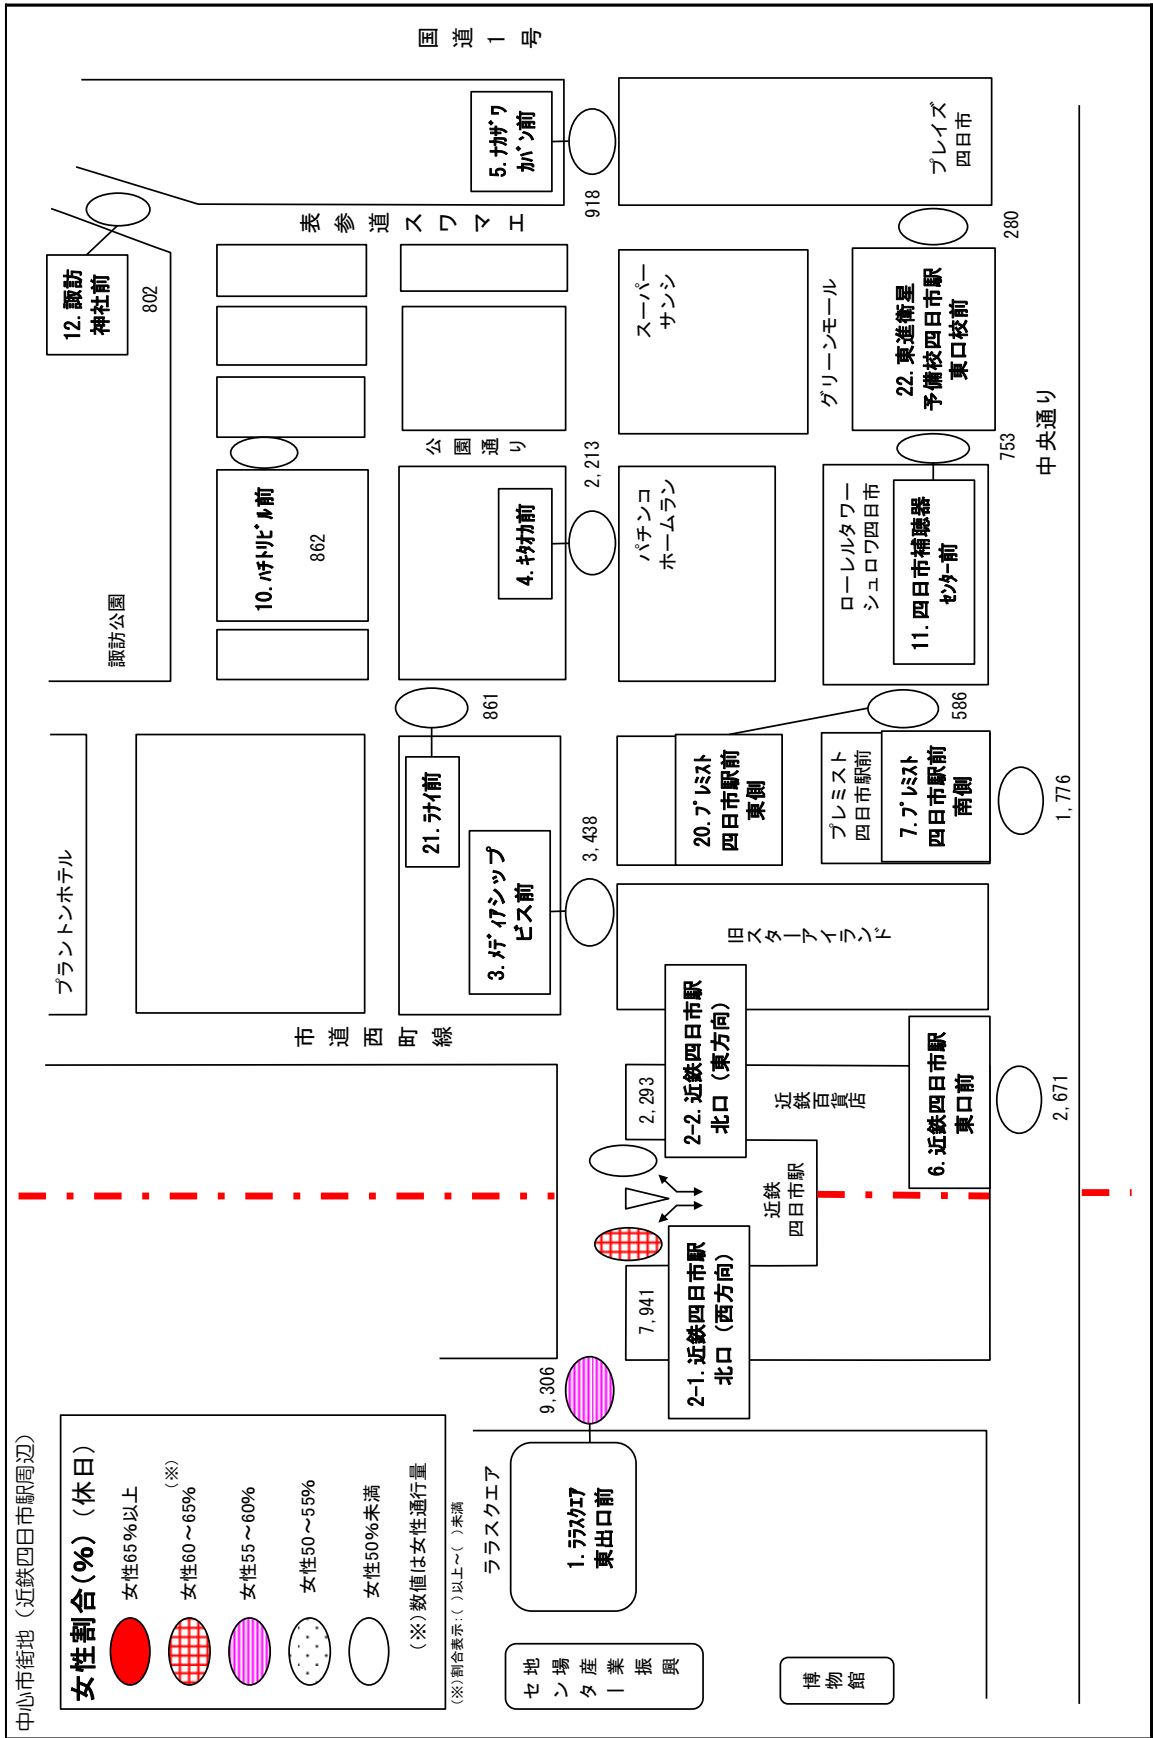 中心市街地（近鉄四日市駅周辺）
女性割合(%)（休日）
女性65%以上
女性60～65%
(※)
女性55～60%
女性50～55%
女性50%未満
(※)数値は女性通行量
(※)割合表示：( )以上～( )未満
国道1号
表参道スワマエ
公園通り
市道西町線
中央通り
グリーンモール
諏訪公園
プラントンホテル
12.諏訪
神社前
802
5.ﾅｶｻﾞﾜ
ｶﾊﾞﾝ前
918
プレイズ
四日市
280
22.東進衛星
予備校四日市駅
東口校前
スーパー
サンシ
10.ﾊﾁﾄﾘﾋﾞﾙ前
862
4.ｷﾀｵｶ前
2,213
パチンコ
ホームラン
753
ローレルタワー
シュロワ四日市
11.四日市補聴器
ｾﾝﾀｰ前
861
21.ﾗﾅｲ前
586
20.ﾌﾟﾚﾐｽﾄ
四日市駅前
東側
プレミスト
四日市駅前
7.ﾌﾟﾚﾐｽﾄ
四日市駅前
南側
1,776
3.ﾒﾃﾞｨｱシップ
ビス前
3,438
旧スターアイランド
2-2.近鉄四日市駅
北口（東方向）
2,293
近鉄
百貨店
6.近鉄四日市駅
東口前
2,671
近鉄
四日市駅
2-1.近鉄四日市駅
北口（西方向）
7,941
9,306
ララスクエア
1.ﾗﾗｽｸｴｱ
東出口前
地場産業振興
センター
博物館